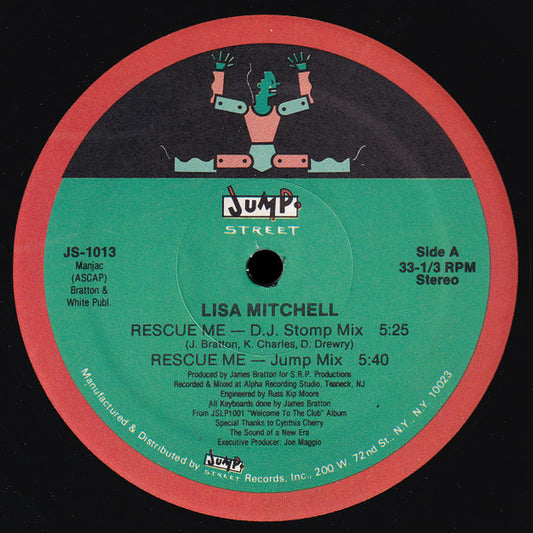 JUMP.
STREET
JS-1013
Manjac
(ASCAP)
Bratton &
White Publ.
Side A
33-1/3 RPM
Stereo
LISA MITCHELL
RESCUE ME — D.J. Stomp Mix 5:25
(J. Bratton, K. Charles, D. Drewry)
RESCUE ME — Jump Mix 5:40
Produced by James Bratton for S.R.P. Productions
Recorded & Mixed at Alpha Recording Studio, Teaneck, NJ
Engineered by Russ Kip Moore
All Keyboards done by James Bratton
From JSLP1001 "Welcome To The Club" Album
Special Thanks to Cynthia Cherry
The Sound of a New Era
Executive Producer: Joe Maggio
Manufactured & Distributed by JUMP. STREET Records, Inc., 200 W 72nd St. N.Y. N.Y. 10023